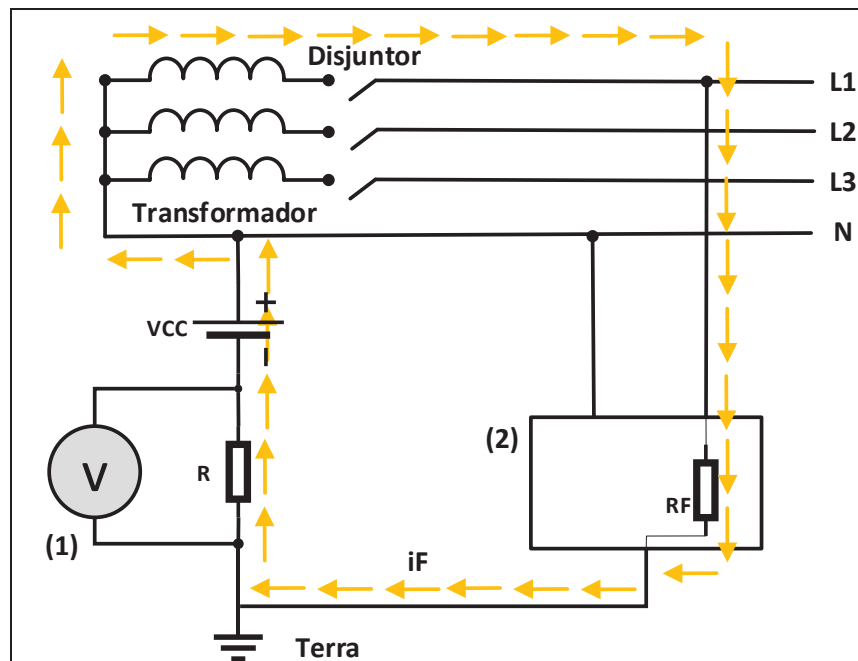 Disjuntor
L1
L2
L3
Transformador
N
+
VCC
-
(2)
V
R
RF
(1)
iF
Terra